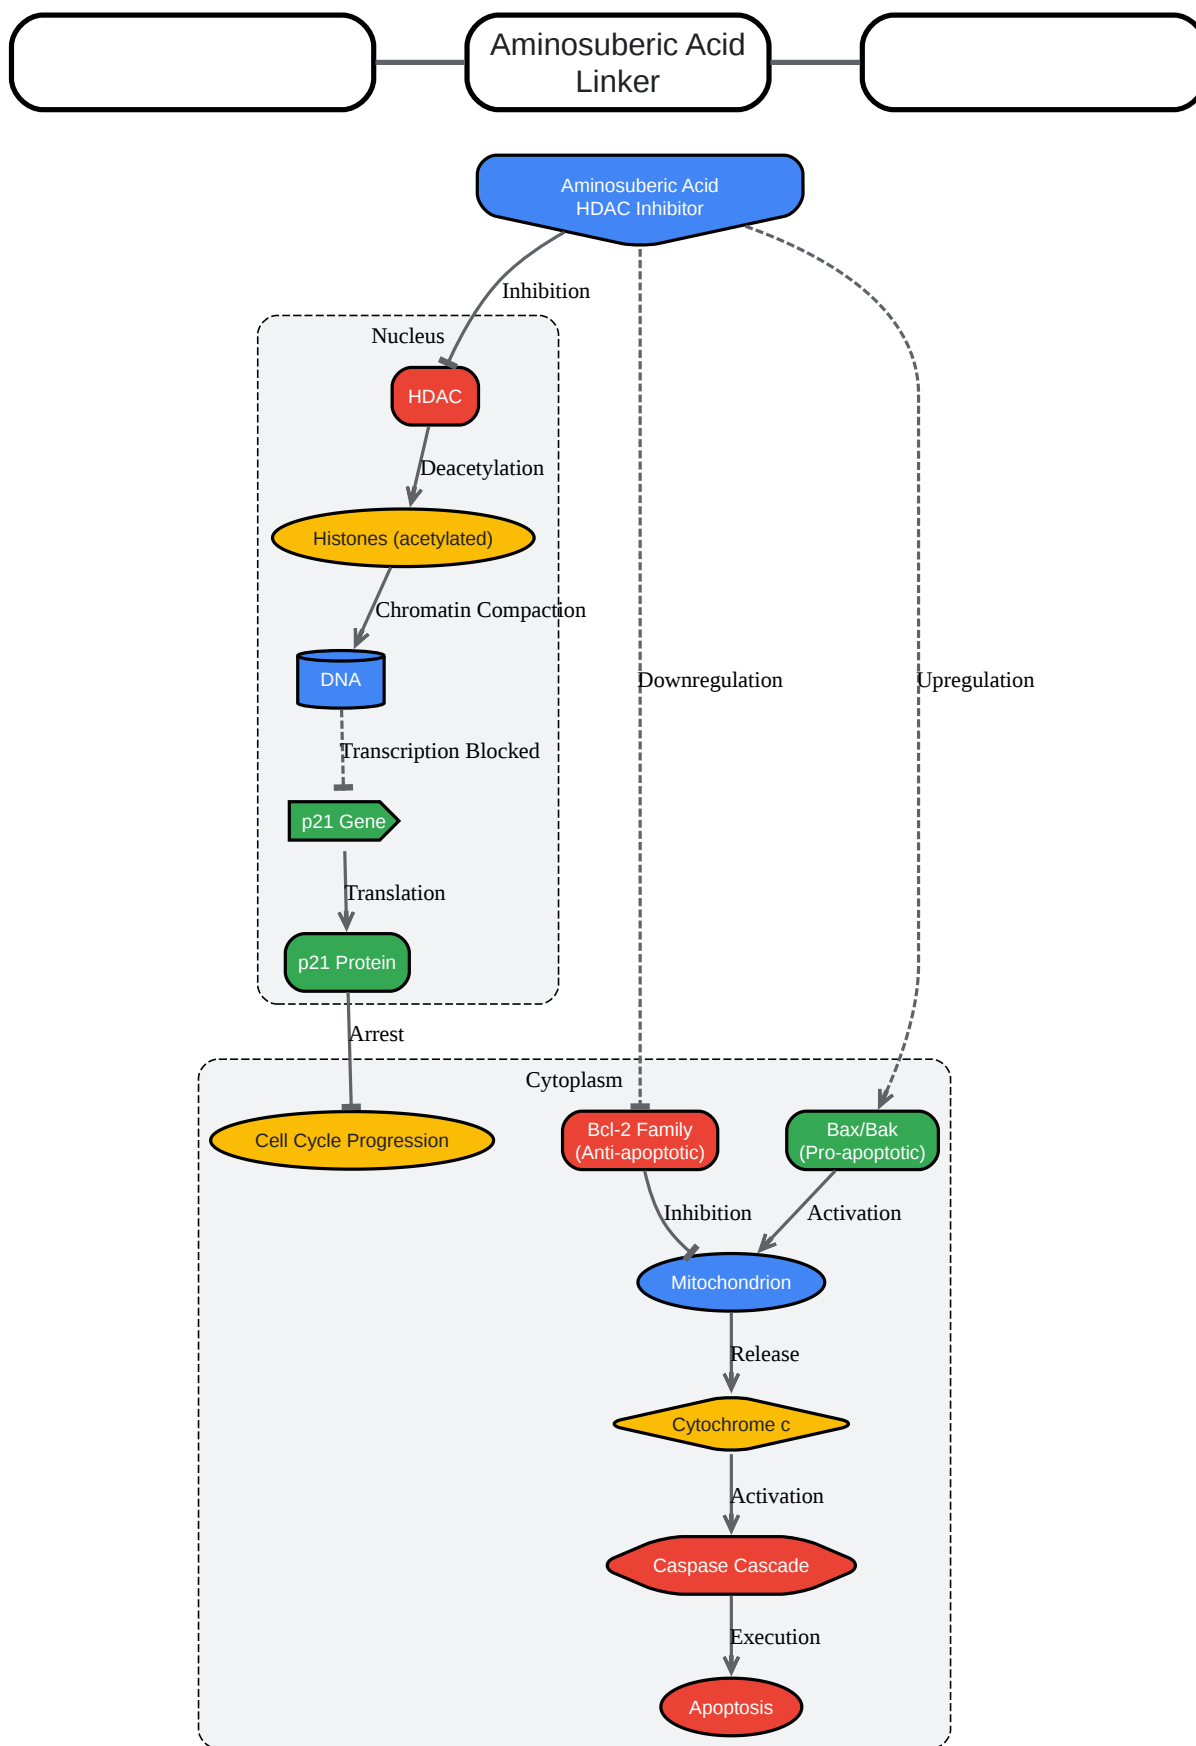 Aminosuberic Acid
Linker
Aminosuberic Acid
HDAC Inhibitor
Inhibition
Nucleus
HDAC
Deacetylation
Histones (acetylated)
Chromatin Compaction
DNA
Downregulation
Upregulation
Transcription Blocked
p21 Gene
Translation
p21 Protein
Arrest
Cytoplasm
Cell Cycle Progression
Bcl-2 Family
(Anti-apoptotic)
Bax/Bak
(Pro-apoptotic)
Inhibition
Activation
Mitochondrion
Release
Cytochrome c
Activation
Caspase Cascade
Execution
Apoptosis